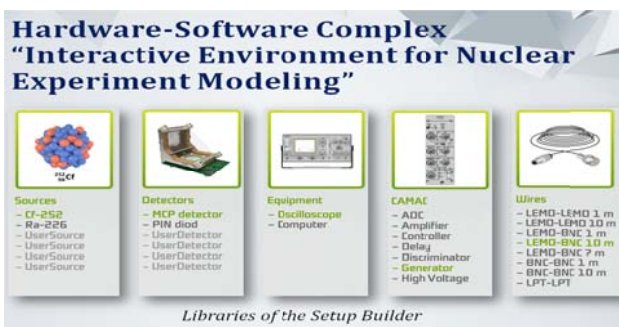 Hardware-Software Complex
“Interactive Environment for Nuclear
Experiment Modeling”
252
98 Cf
Sources
– Cf-252
– Ra-226
– UserSource
– UserSource
– UserSource
– UserSource
Detectors
– MCP detector
– PIN diod
– UserDetector
– UserDetector
– UserDetector
– UserDetector
Equipment
– Oscilloscope
– Computer
CAMAC
– ADC
– Amplifier
– Controller
– Delay
– Discriminator
– Generator
– High Voltage
Wires
– LEMO-LEMO 1 m
– LEMO-LEMO 10 m
– LEMO-BNC 1 m
– LEMO-BNC 10 m
– LEMO-BNC 7 m
– BNC-BNC 1 m
– BNC-BNC 10 m
– LPT-LPT
Libraries of the Setup Builder